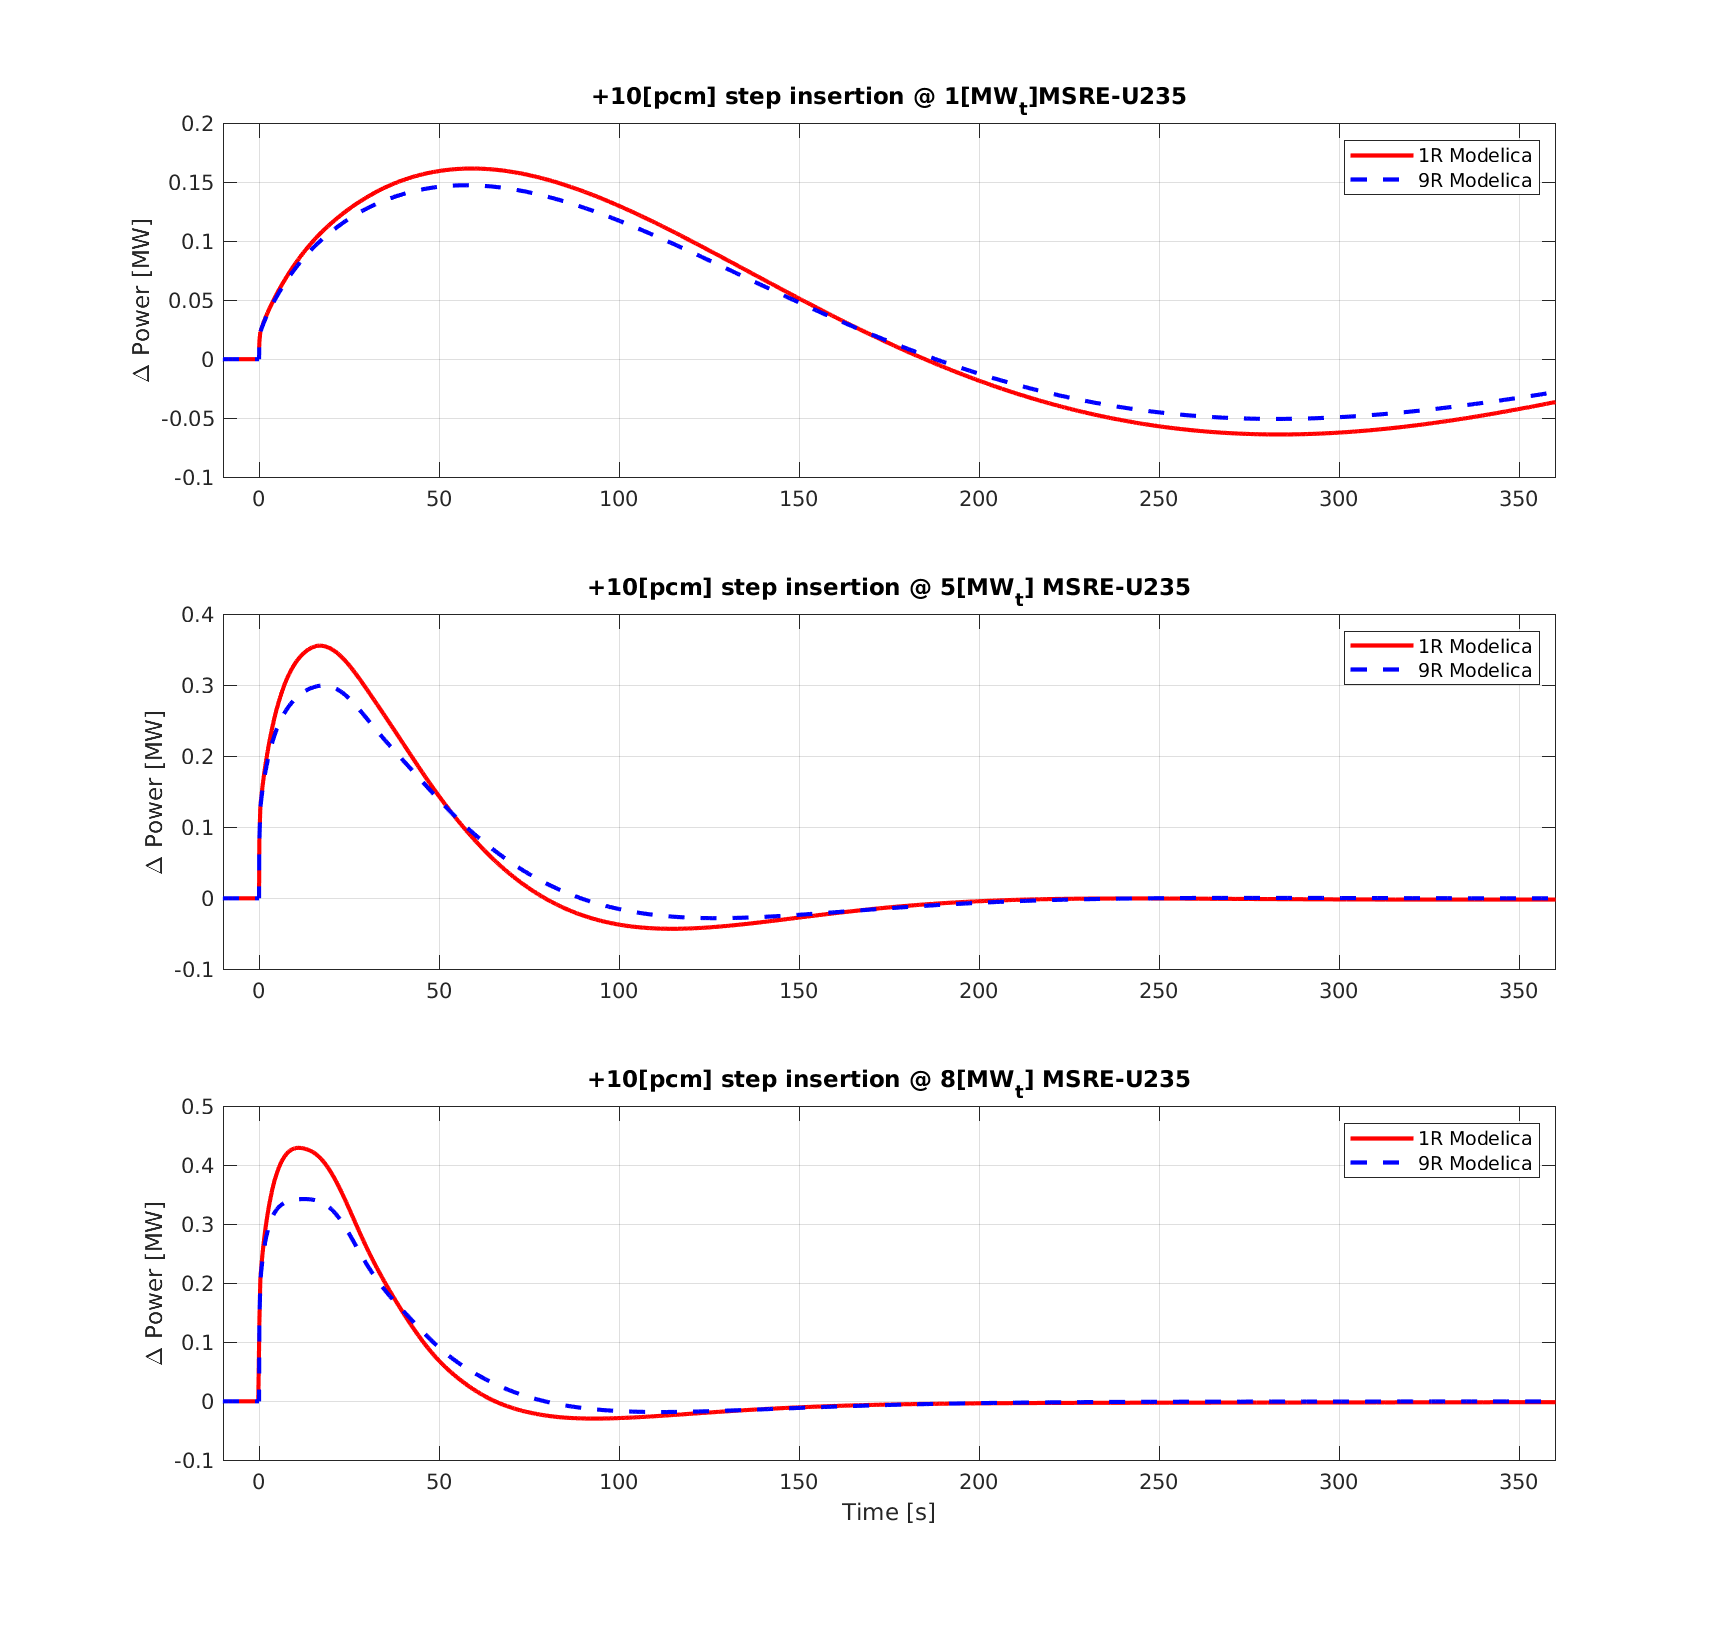 +10[pcm] step insertion @ 1[MWt]MSRE-U235
0.2
0.15
0.1
0.05
0
-0.05
-0.1
Δ Power [MW]
1R Modelica
9R Modelica
0 50 100 150 200 250 300 350
+10[pcm] step insertion @ 5[MWt] MSRE-U235
0.4
0.3
0.2
0.1
0
-0.1
Δ Power [MW]
1R Modelica
9R Modelica
0 50 100 150 200 250 300 350
+10[pcm] step insertion @ 8[MWt] MSRE-U235
0.5
0.4
0.3
0.2
0.1
0
-0.1
Δ Power [MW]
1R Modelica
9R Modelica
0 50 100 150 200 250 300 350
Time [s]